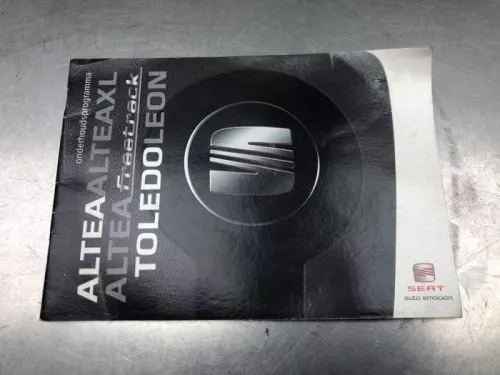 onderhoudsprogramma
ALTEAALTEAXL
ALTEA Freetrack
TOLEDOLEON
SEAT
auto emoción